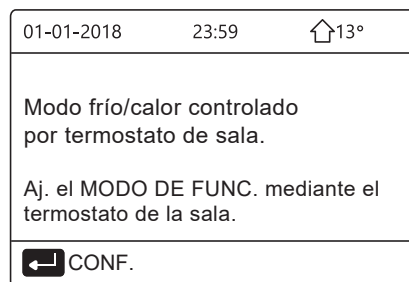 01-01-2018 23:59 13°
Modo frío/calor controlado
por termostato de sala.
Aj. el MODO DE FUNC. mediante el
termostato de la sala.
CONF.